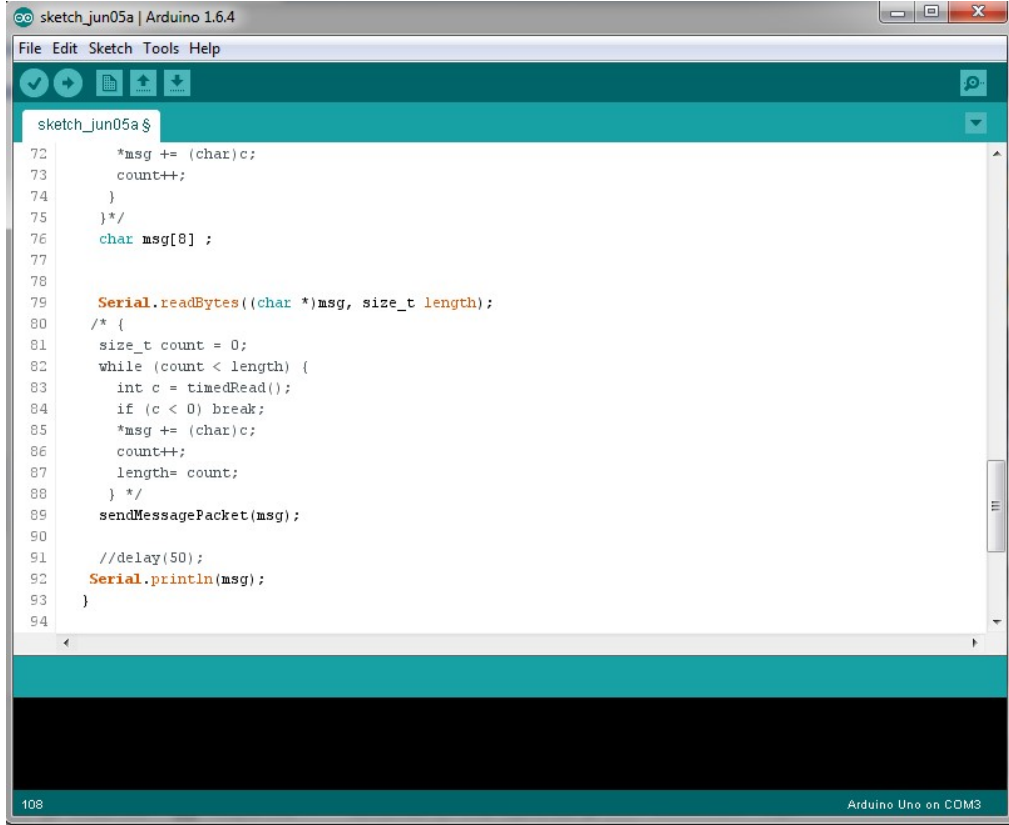 sketch_jun05a | Arduino 1.6.4
File Edit Sketch Tools Help
sketch_jun05a §
72 *msg += (char)c;
73 count++;
74 }
75 }*/
76 char msg[8] ;
77
78
79 Serial.readBytes((char *)msg, size_t length);
80 /* {
81 size_t count = 0;
82 while (count < length) {
83 int c = timedRead();
84 if (c < 0) break;
85 *msg += (char)c;
86 count++;
87 length= count;
88 } */
89 sendMessagePacket(msg);
90
91 //delay(50);
92 Serial.println(msg);
93 }
94
108 Arduino Uno on COM3